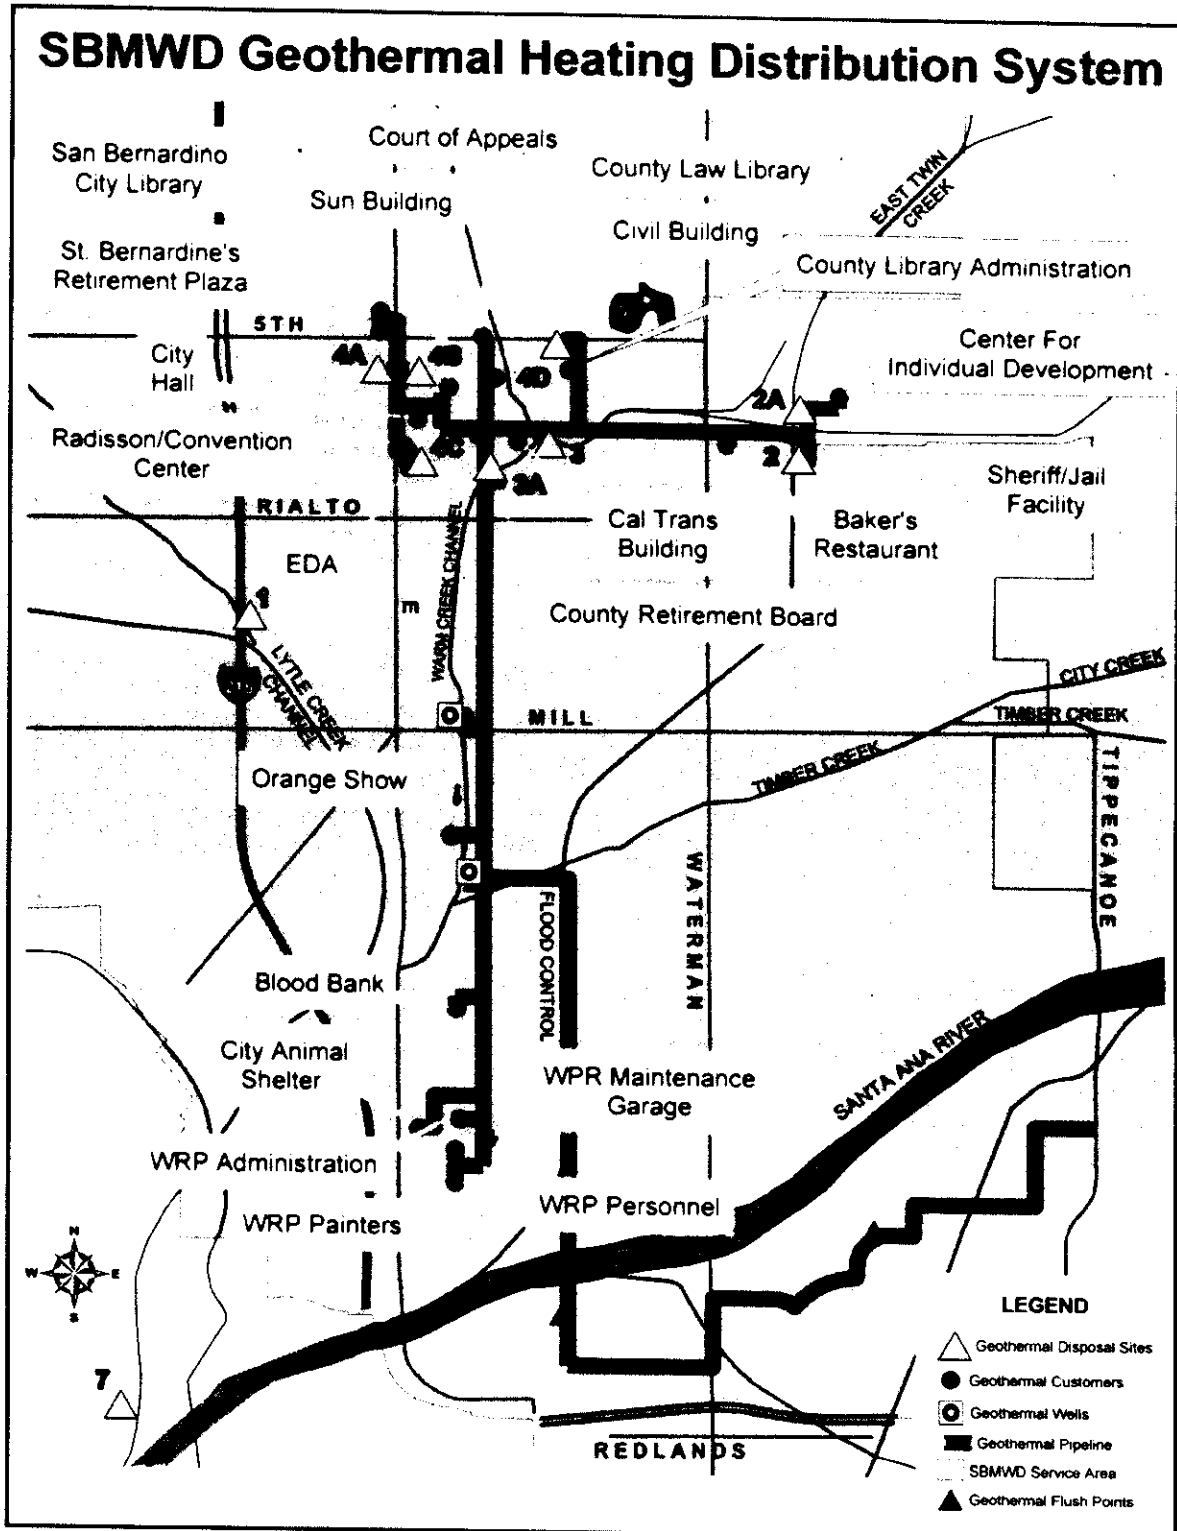 SBMWD Geothermal Heating Distribution System
Court of Appeals
San Bernardino
City Library
County Law Library
Sun Building
EAST TWIN
CREEK
Civil Building
St. Bernardine's
Retirement Plaza
County Library Administration
5TH
City
Hall
4A
4B
4D
Center For
Individual Development
2A
H
Radisson/Convention
Center
4C
3
2
3A
Sheriff/Jail
Facility
RIALTO
Cal Trans
Building
Baker's
Restaurant
EDA
WARM CREEK CHANNEL
1
m
County Retirement Board
LYTLE CREEK
CHANNEL
CITY CREEK
MILL
TIMBER CREEK
TIMBER CREEK
Orange Show
TIPPECANOE
WATERMAN
FLOOD CONTROL
Blood Bank
SANTA ANA RIVER
City Animal
Shelter
WPR Maintenance
Garage
WRP Administration
WRP Personnel
WRP Painters
N
W
E
S
7
REDLANDS
LEGEND
Geothermal Disposal Sites
Geothermal Customers
Geothermal Wells
Geothermal Pipeline
SBMWD Service Area
Geothermal Flush Points